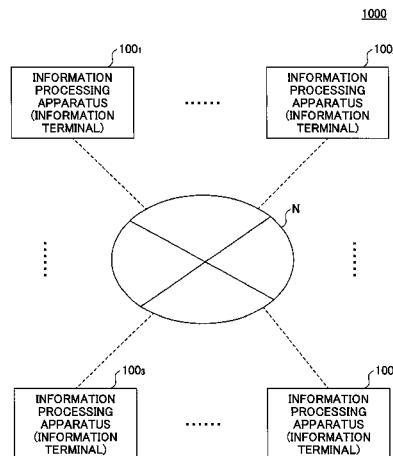 1000
100₁
INFORMATION
PROCESSING
APPARATUS
(INFORMATION
TERMINAL)
100
INFORMATION
PROCESSING
APPARATUS
(INFORMATION
TERMINAL)
N
100₃
INFORMATION
PROCESSING
APPARATUS
(INFORMATION
TERMINAL)
100
INFORMATION
PROCESSING
APPARATUS
(INFORMATION
TERMINAL)